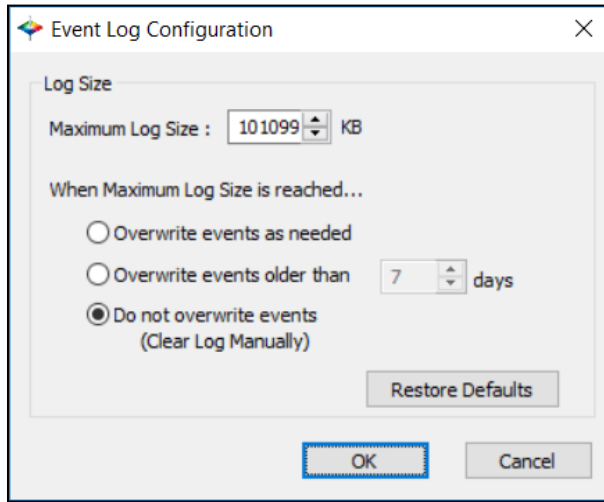 Event Log Configuration
Log Size
Maximum Log Size : 101099 KB
When Maximum Log Size is reached...
Overwrite events as needed
Overwrite events older than 7 days
Do not overwrite events
(Clear Log Manually)
Restore Defaults
OK Cancel